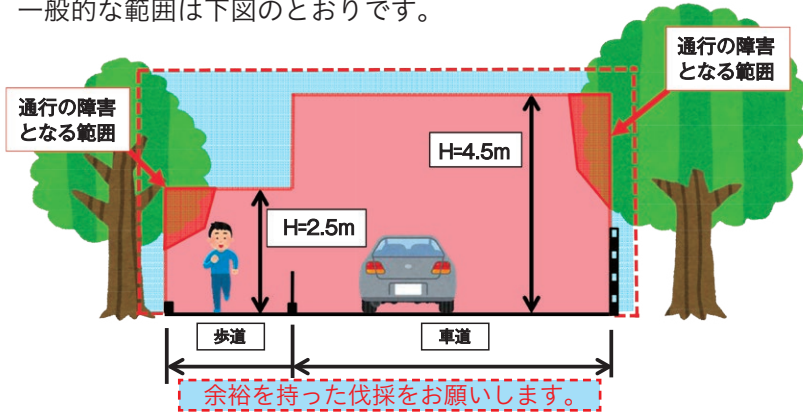 一般的な範囲は下図のとおりです。
通行の障害
となる範囲
通行の障害
となる範囲
H=4.5m
H=2.5m
歩道
車道
余裕を持った伐採をお願いします。